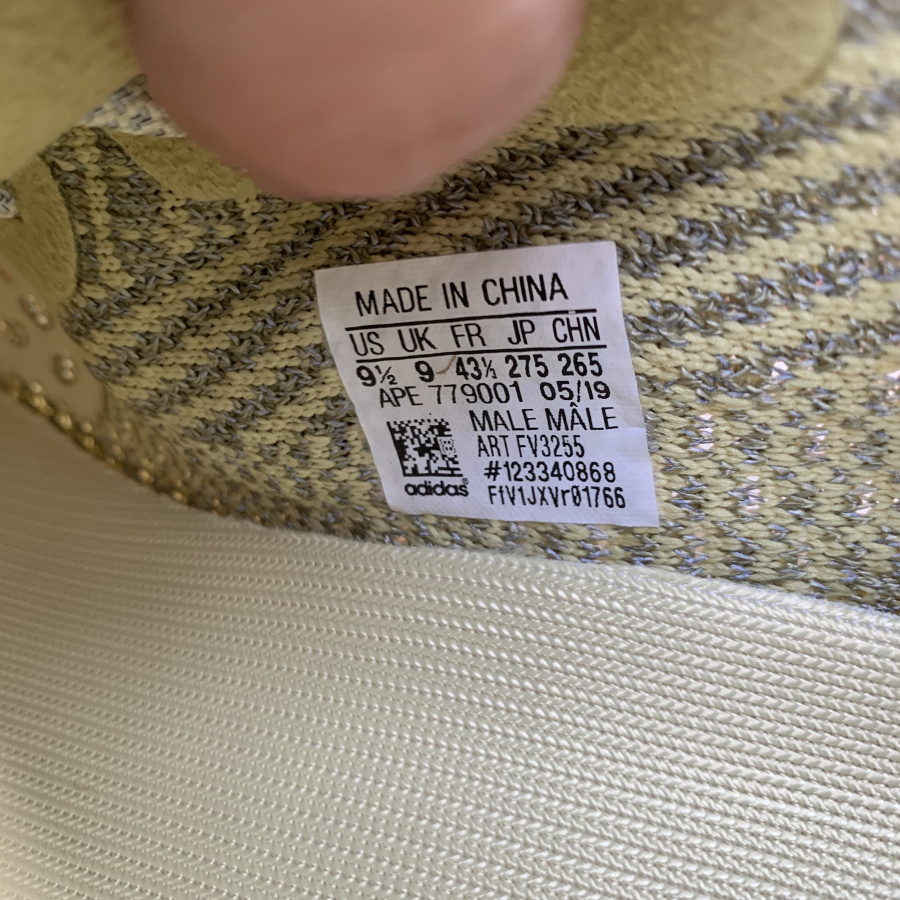 MADE IN CHINA
US UK FR JP CHN
9½ 9 43⅓ 275 265
APE 779001 05/19
MALE MÂLE
ART FV3255
#123340868
FfV1JXVr01766
adidas®